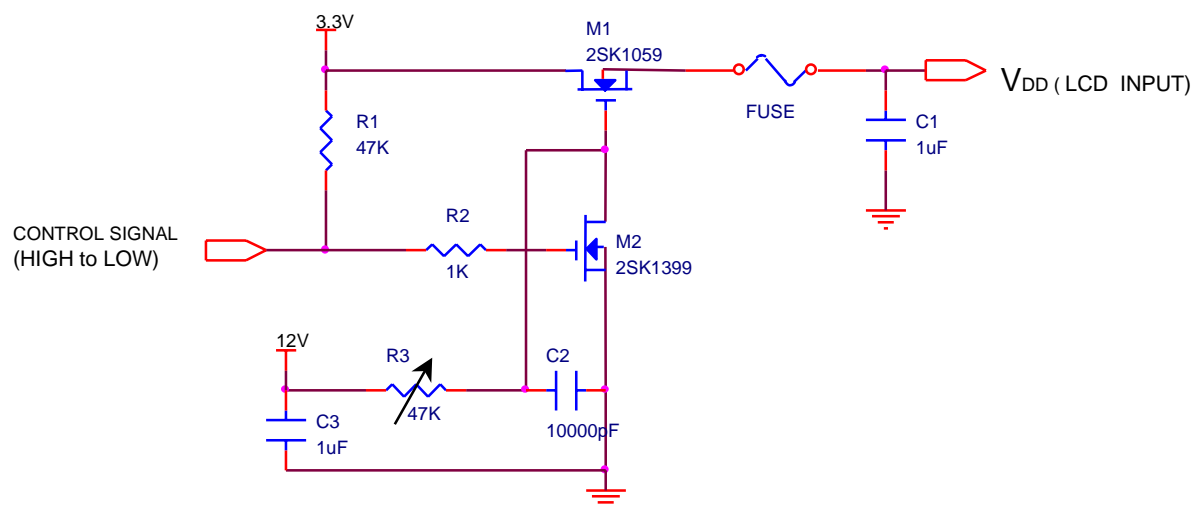 3.3V
M1
2SK1059
FUSE
VDD ( LCD INPUT)
R1
47K
C1
1uF
CONTROL SIGNAL
(HIGH to LOW)
R2
1K
M2
2SK1399
12V
R3
47K
C2
10000pF
C3
1uF